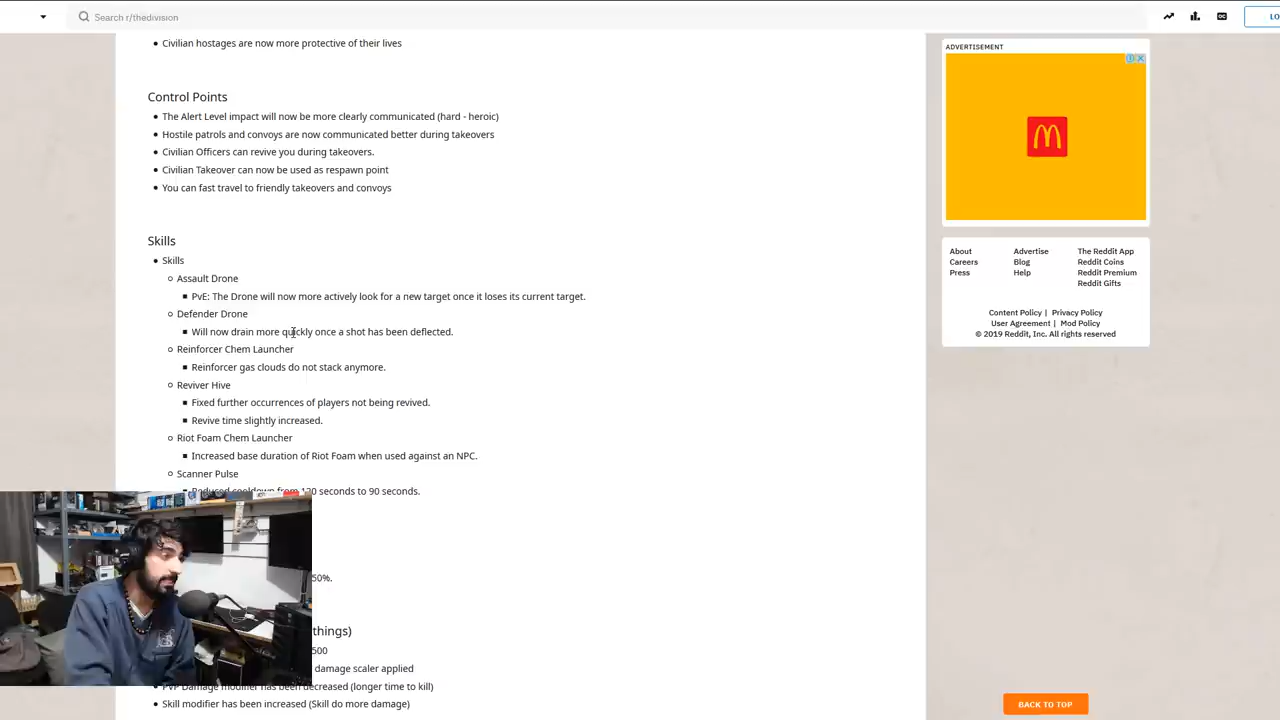 Search r/thedivision
LO
Civilian hostages are now more protective of their lives
Control Points
The Alert Level impact will now be more clearly communicated (hard - heroic)
Hostile patrols and convoys are now communicated better during takeovers
Civilian Officers can revive you during takeovers.
Civilian Takeover can now be used as respawn point
You can fast travel to friendly takeovers and convoys
Skills
Skills
Assault Drone
PvE: The Drone will now more actively look for a new target once it loses its current target.
Defender Drone
Will now drain more quickly once a shot has been deflected.
Reinforcer Chem Launcher
Reinforcer gas clouds do not stack anymore.
Reviver Hive
Fixed further occurrences of players not being revived.
Revive time slightly increased.
Riot Foam Chem Launcher
Increased base duration of Riot Foam when used against an NPC.
Scanner Pulse
Reduced cooldown from 120 seconds to 90 seconds.
50%.
things)
500
damage scaler applied
PvP Damage modifier has been decreased (longer time to kill)
Skill modifier has been increased (Skill do more damage)
ADVERTISEMENT
About Advertise The Reddit App
Careers Blog Reddit Coins
Press Help Reddit Premium
Reddit Gifts
Content Policy | Privacy Policy
User Agreement | Mod Policy
© 2019 Reddit, Inc. All rights reserved
BACK TO TOP